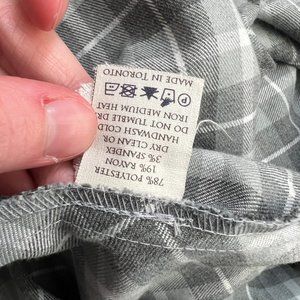 78% POLYESTER
19% RAYON
3% SPANDEX
DRY CLEAN OR
HANDWASH COLD
DO NOT TUMBLE DR
IRON MEDIUM HEAT
P
MADE IN TORONTO